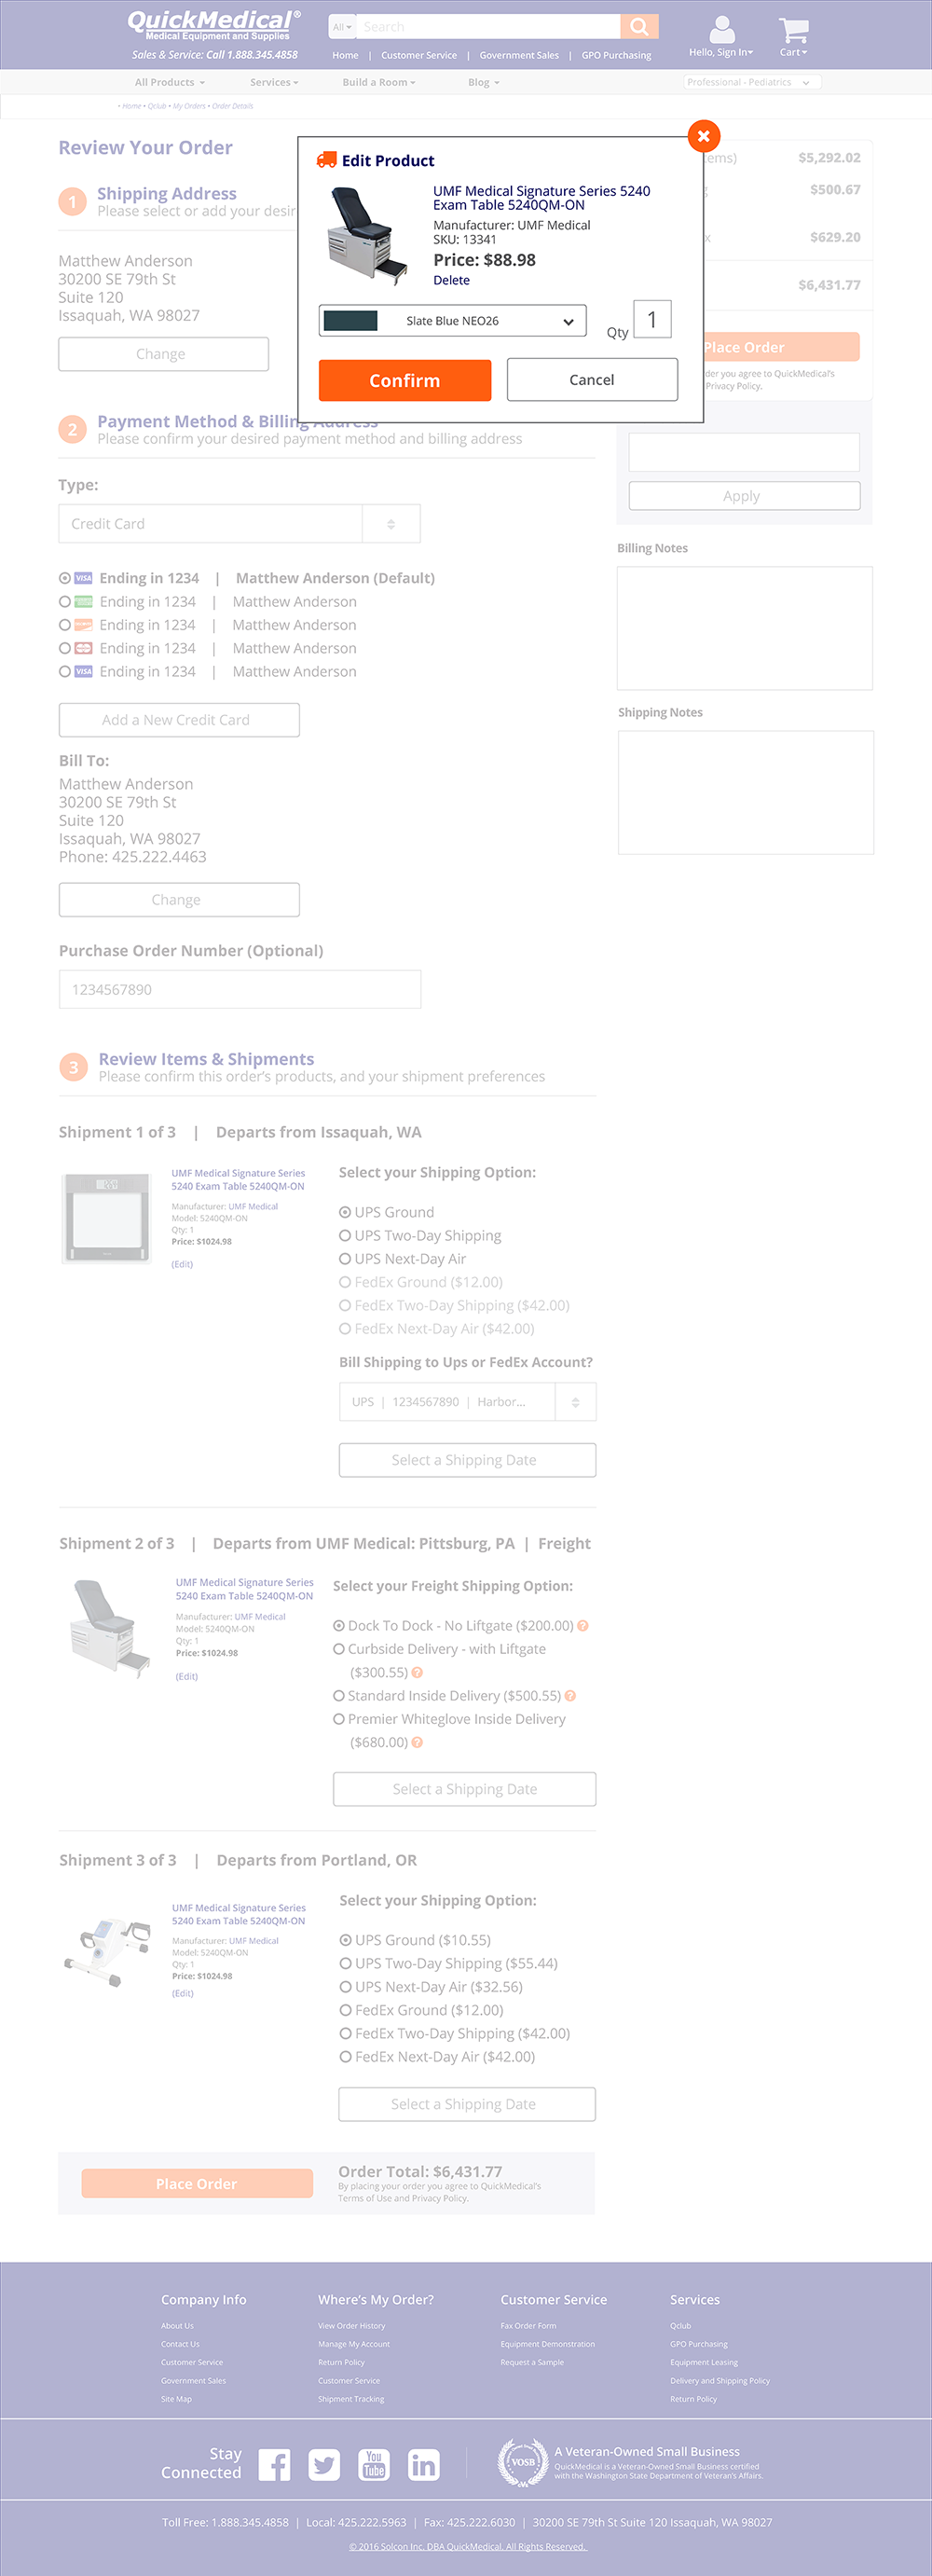 QuickMedical®
Medical Equipment and Supplies
Sales & Service: Call 1.888.345.4858
All
Search
Home | Customer Service | Government Sales | GPO Purchasing
Hello, Sign In
Cart
All Products
Services
Build a Room
Blog
Professional - Pediatrics
• Home • Qclub • My Orders • Order Details
Review Your Order
1
Shipping Address
Please select or add your desir
Matthew Anderson
30200 SE 79th St
Suite 120
Issaquah, WA 98027
Change
Edit Product
UMF Medical Signature Series 5240
Exam Table 5240QM-ON
Manufacturer: UMF Medical
SKU: 13341
Price: $88.98
Delete
Slate Blue NEO26
Qty
1
Confirm
Cancel
tems)
$5,292.02
g
$500.67
x
$629.20
$6,431.77
Place Order
der you agree to QuickMedical's
Privacy Policy.
Apply
Billing Notes
Shipping Notes
2
Payment Method & Billing Address
Please confirm your desired payment method and billing address
Type:
Credit Card
VISA Ending in 1234 | Matthew Anderson (Default)
Ending in 1234 | Matthew Anderson
Ending in 1234 | Matthew Anderson
Ending in 1234 | Matthew Anderson
VISA Ending in 1234 | Matthew Anderson
Add a New Credit Card
Bill To:
Matthew Anderson
30200 SE 79th St
Suite 120
Issaquah, WA 98027
Phone: 425.222.4463
Change
Purchase Order Number (Optional)
1234567890
3
Review Items & Shipments
Please confirm this order's products, and your shipment preferences
Shipment 1 of 3 | Departs from Issaquah, WA
UMF Medical Signature Series
5240 Exam Table 5240QM-ON
Manufacturer: UMF Medical
Model: 5240QM-ON
Qty: 1
Price: $1024.98
(Edit)
Select your Shipping Option:
UPS Ground
UPS Two-Day Shipping
UPS Next-Day Air
FedEx Ground ($12.00)
FedEx Two-Day Shipping ($42.00)
FedEx Next-Day Air ($42.00)
Bill Shipping to Ups or FedEx Account?
UPS | 1234567890 | Harbor...
Select a Shipping Date
Shipment 2 of 3 | Departs from UMF Medical: Pittsburg, PA | Freight
UMF Medical Signature Series
5240 Exam Table 5240QM-ON
Manufacturer: UMF Medical
Model: 5240QM-ON
Qty: 1
Price: $1024.98
(Edit)
Select your Freight Shipping Option:
Dock To Dock - No Liftgate ($200.00) ?
Curbside Delivery - with Liftgate
($300.55) ?
Standard Inside Delivery ($500.55) ?
Premier Whiteglove Inside Delivery
($680.00) ?
Select a Shipping Date
Shipment 3 of 3 | Departs from Portland, OR
UMF Medical Signature Series
5240 Exam Table 5240QM-ON
Manufacturer: UMF Medical
Model: 5240QM-ON
Qty: 1
Price: $1024.98
(Edit)
Select your Shipping Option:
UPS Ground ($10.55)
UPS Two-Day Shipping ($55.44)
UPS Next-Day Air ($32.56)
FedEx Ground ($12.00)
FedEx Two-Day Shipping ($42.00)
FedEx Next-Day Air ($42.00)
Select a Shipping Date
Place Order
Order Total: $6,431.77
By placing your order you agree to QuickMedical's
Terms of Use and Privacy Policy.
Company Info
About Us
Contact Us
Customer Service
Government Sales
Site Map
Where's My Order?
View Order History
Manage My Account
Return Policy
Customer Service
Shipment Tracking
Customer Service
Fax Order Form
Equipment Demonstration
Request a Sample
Services
Qclub
GPO Purchasing
Equipment Leasing
Delivery and Shipping Policy
Return Policy
Stay
Connected
You
Tube
in
VOSB
A Veteran-Owned Small Business
QuickMedical is a Veteran-Owned Small Business certified
with the Washington State Department of Veteran's Affairs.
Toll Free: 1.888.345.4858 | Local: 425.222.5963 | Fax: 425.222.6030 | 30200 SE 79th St Suite 120 Issaquah, WA 98027
© 2016 Solcon Inc. DBA QuickMedical. All Rights Reserved.